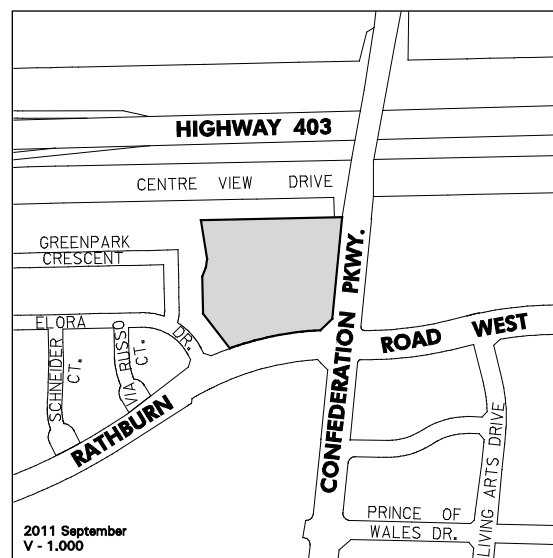 HIGHWAY 403
CENTRE VIEW DRIVE
GREENPARK
CRESCENT
ELORA
DR.
SCHNEIDER
CT.
VIA RUSSO
CT.
RATHBURN
ROAD WEST
CONFEDERATION PKWY.
LIVING ARTS DRIVE
PRINCE OF
WALES DR.
2011 September
V - 1.000